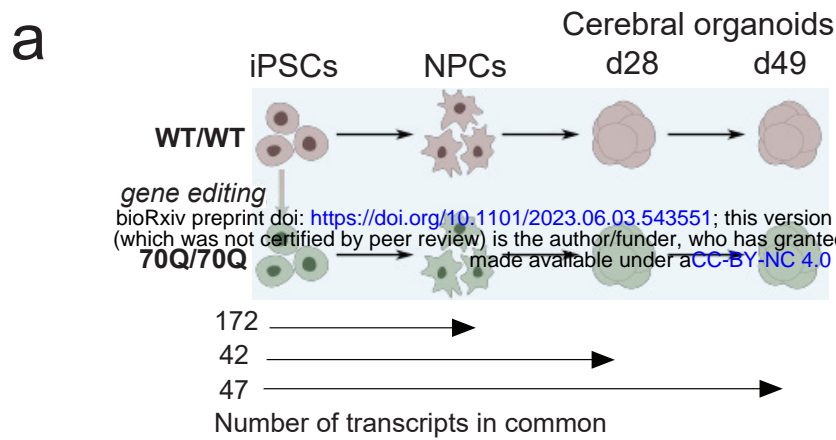 a
Cerebral organoids
iPSCs NPCs d28 d49
WT/WT
gene editing
bioRxiv preprint doi: https://doi.org/10.1101/2023.06.03.543551; this version
(which was not certified by peer review) is the author/funder, who has granted
70Q/70Q made available under aCC-BY-NC 4.0
172
42
47
Number of transcripts in common